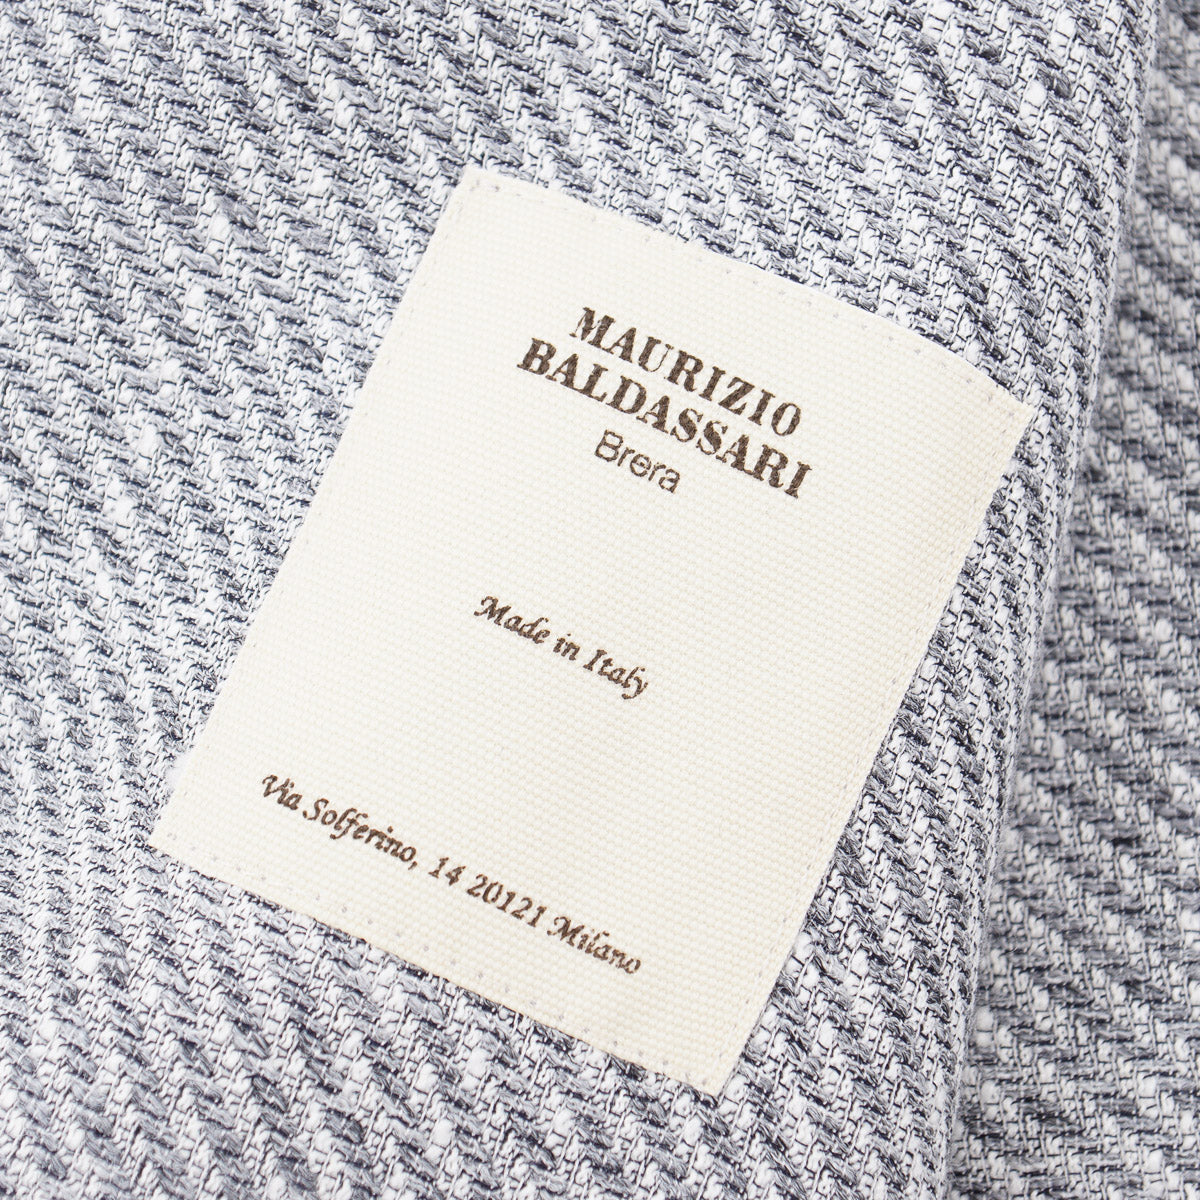 MAURIZIO
BALDASSARI
Brera
Made in Italy
Via Solferino, 14 20121 Milano